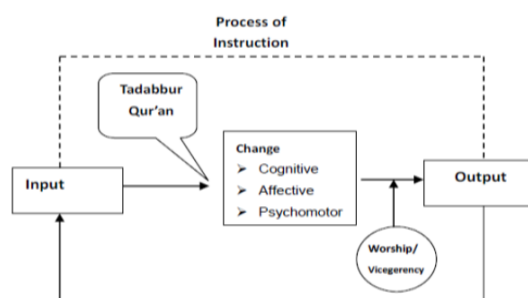 Process of
Instruction
Tadabbur
Qur'an
Change
➢ Cognitive
➢ Affective
➢ Psychomotor
Input
Output
Worship/
Vicegerency